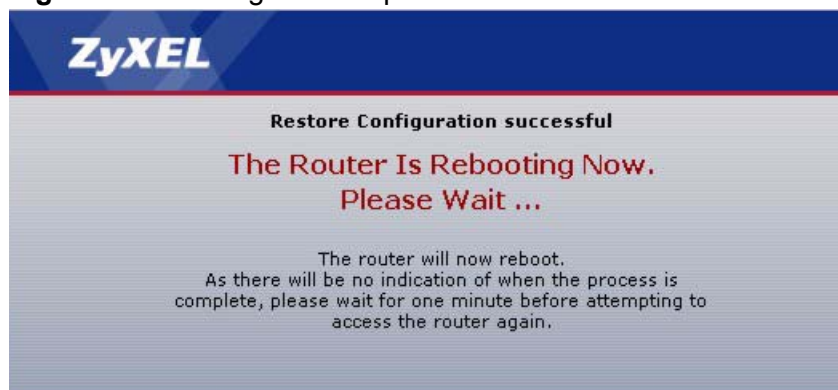 ZyXEL
Restore Configuration successful
The Router Is Rebooting Now.
Please Wait ...
The router will now reboot.
As there will be no indication of when the process is
complete, please wait for one minute before attempting to
access the router again.